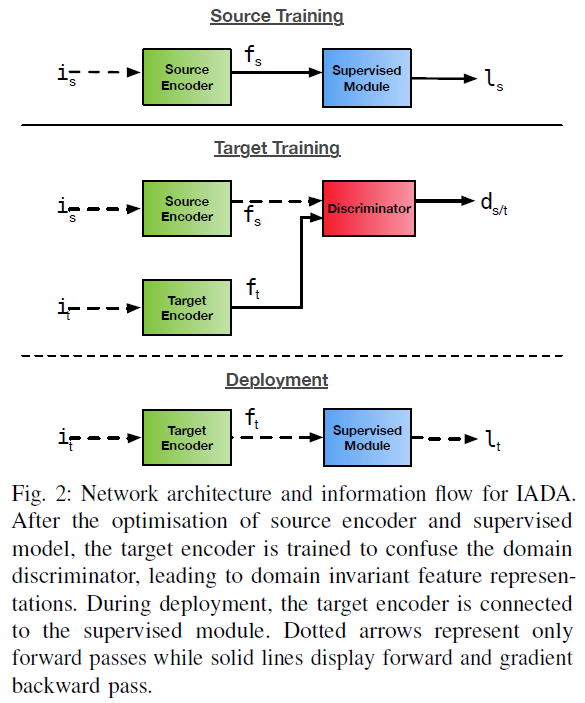 Source Training
i_s Source Encoder f_s Supervised Module l_s
Target Training
i_s Source Encoder f_s Discriminator d_s/t
i_t Target Encoder f_t
Deployment
i_t Target Encoder f_t Supervised Module l_t
Fig. 2: Network architecture and information flow for IADA.
After the optimisation of source encoder and supervised
model, the target encoder is trained to confuse the domain
discriminator, leading to domain invariant feature represen-
tations. During deployment, the target encoder is connected
to the supervised module. Dotted arrows represent only
forward passes while solid lines display forward and gradient
backward pass.